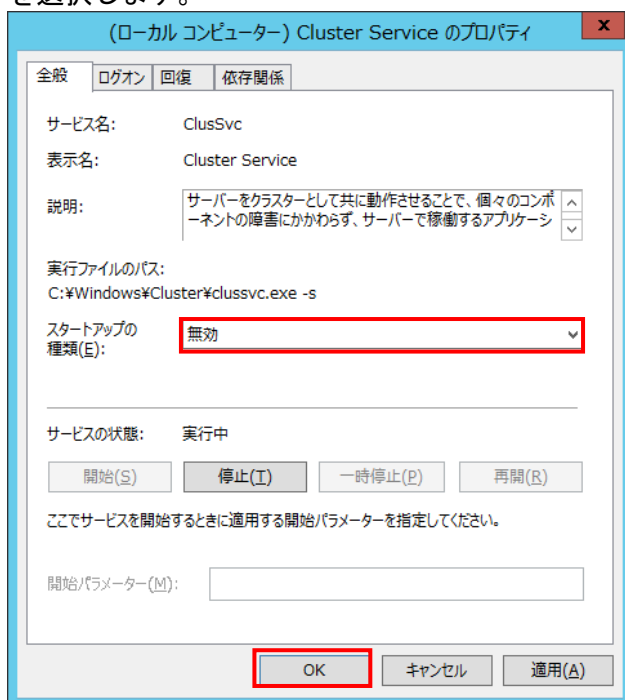 を選択します。
(ローカル コンピューター) Cluster Service のプロパティ
x
全般 ログオン 回復 依存関係
サービス名: ClusSvc
表示名: Cluster Service
説明: サーバーをクラスターとして共に動作させることで、個々のコンポ
ーネントの障害にかかわらず、サーバーで稼働するアプリケーシ
実行ファイルのパス:
C:¥Windows¥Cluster¥clussvc.exe -s
スタートアップの
種類(E): 無効
サービスの状態: 実行中
開始(S) 停止(T) 一時停止(P) 再開(R)
ここでサービスを開始するときに適用する開始パラメーターを指定してください。
開始パラメーター(M):
OK キャンセル 適用(A)